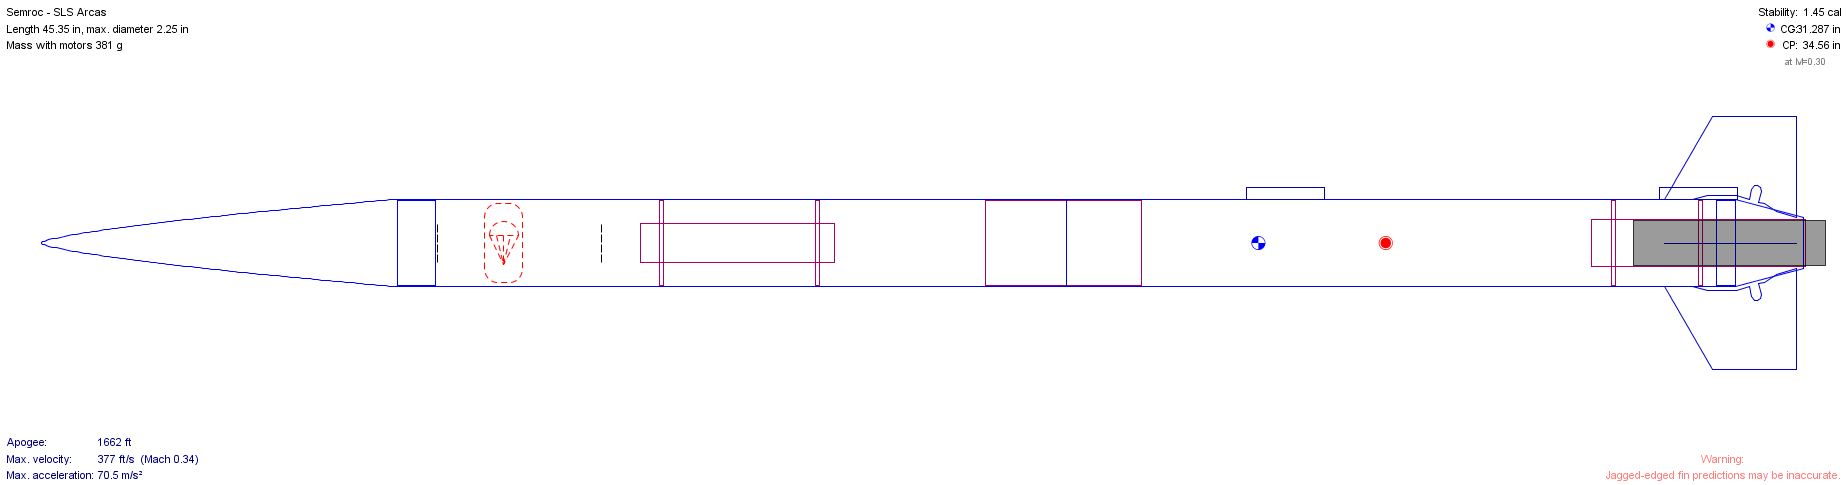 Semroc - SLS Arcas
Length 45.35 in, max. diameter 2.25 in
Mass with motors 381 g
Stability: 1.45 cal
CG:31.287 in
CP: 34.56 in
at M=0.30
Apogee: 1662 ft
Max. velocity: 377 ft/s (Mach 0.34)
Max. acceleration: 70.5 m/s²
Warning:
Jagged-edged fin predictions may be inaccurate.